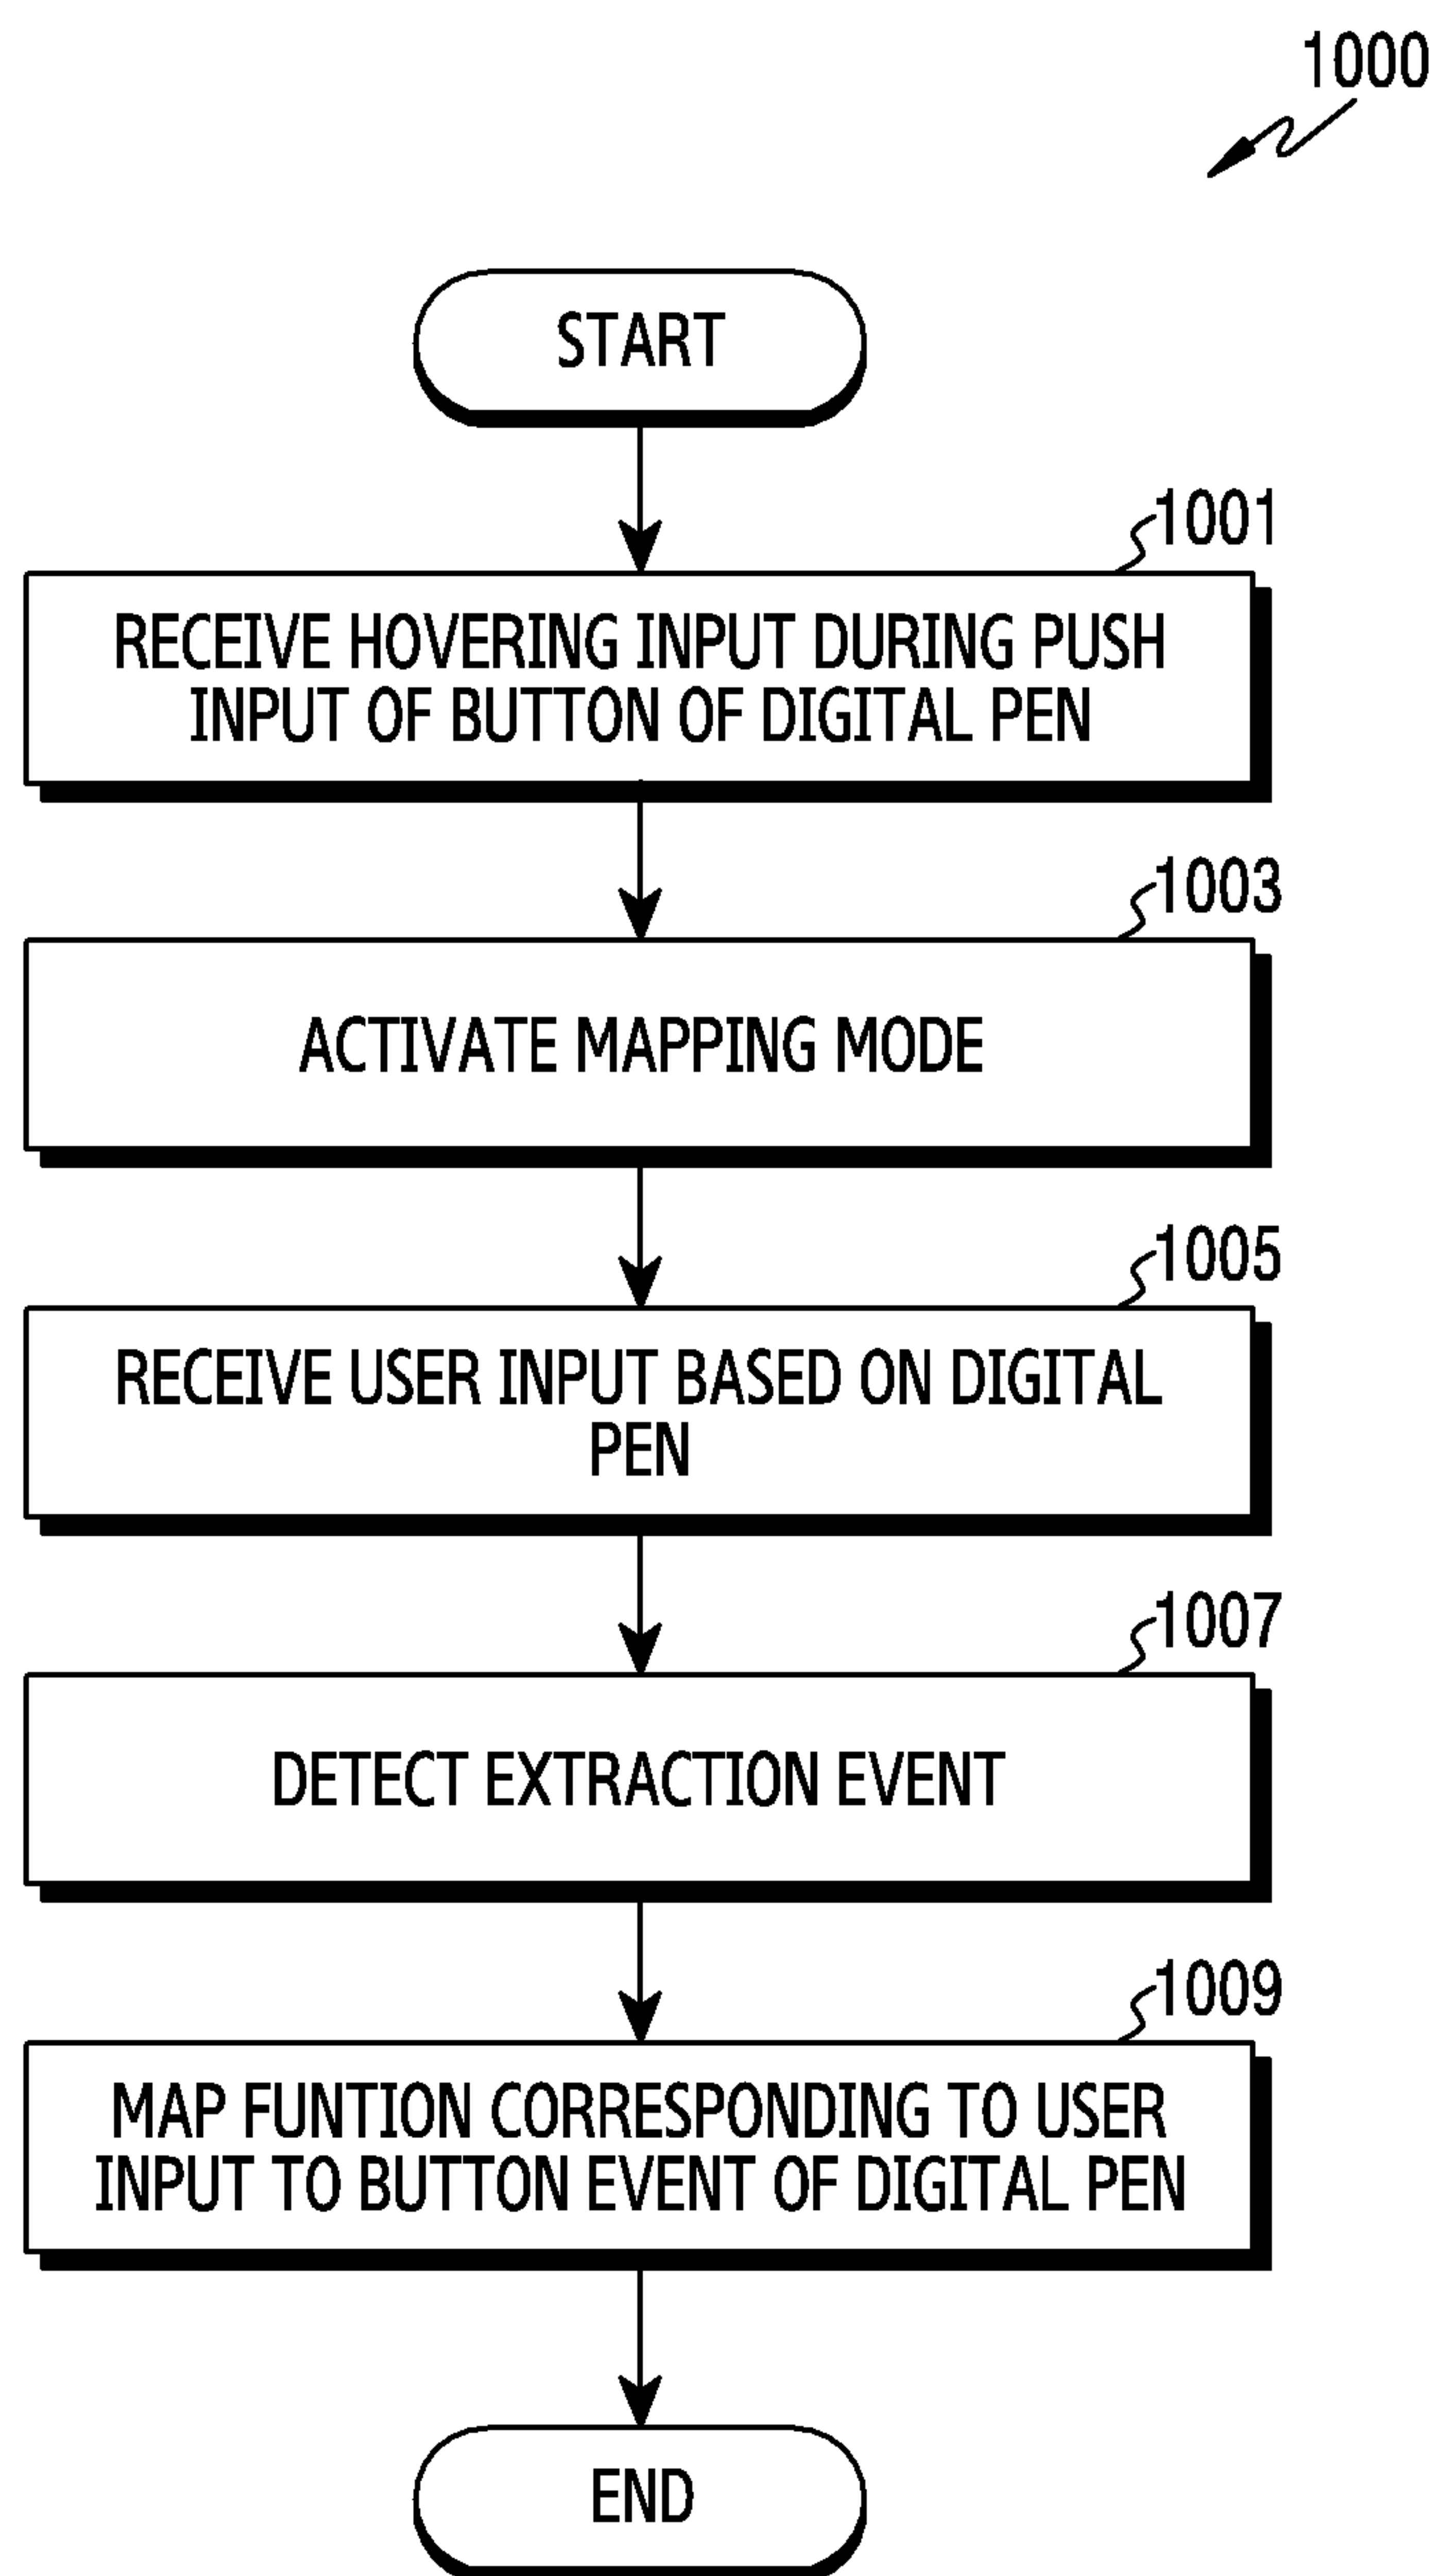 1000
START
1001
RECEIVE HOVERING INPUT DURING PUSH
INPUT OF BUTTON OF DIGITAL PEN
1003
ACTIVATE MAPPING MODE
1005
RECEIVE USER INPUT BASED ON DIGITAL
PEN
1007
DETECT EXTRACTION EVENT
1009
MAP FUNTION CORRESPONDING TO USER
INPUT TO BUTTON EVENT OF DIGITAL PEN
END